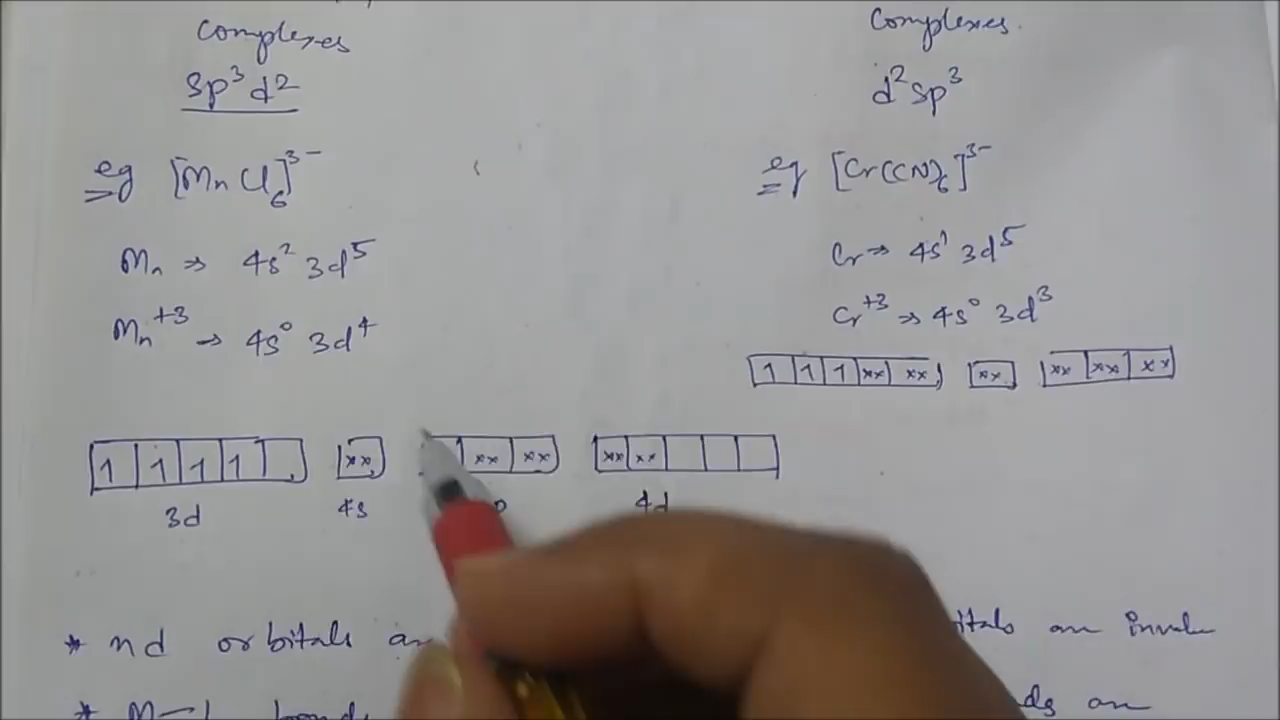 Complexes
sp³d²
eg [MnCl₆]³⁻
Mn ⇒ 4s² 3d⁵
Mn⁺³ → 4s⁰ 3d⁴
1 1 1 1 xx xx xx xx xx
3d 4s 4d
* nd orbitals
* M-L
Complexes.
d²sp³
eg [Cr(CN)₆]³⁻
Cr ⇒ 4s¹ 3d⁵
Cr⁺³ ⇒ 4s⁰ 3d³
1 1 1 xx xx xx xx xx xx